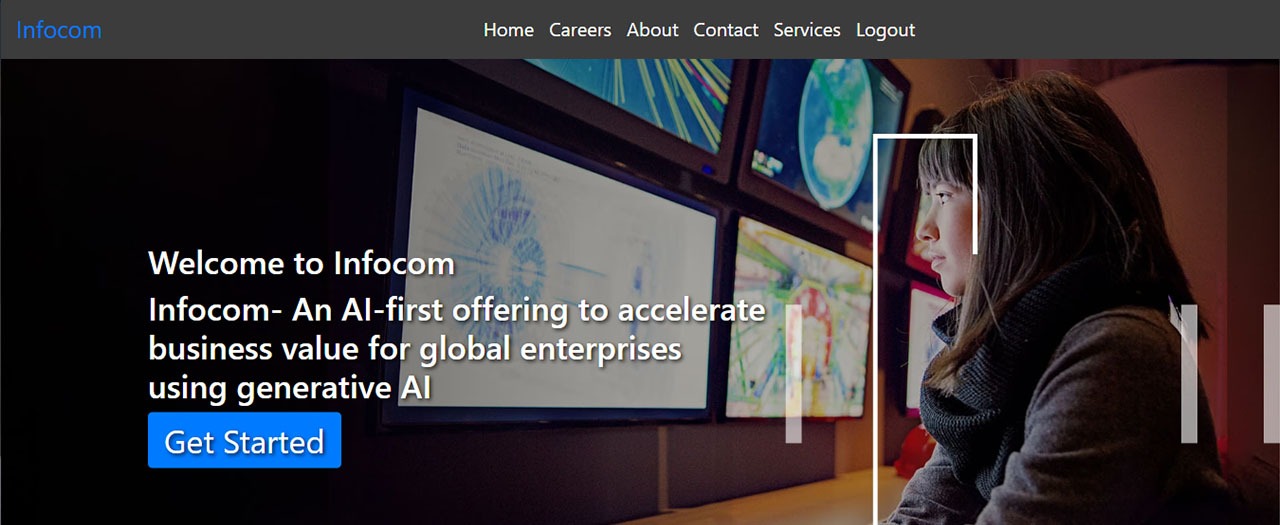 Infocom
Home Careers About Contact Services Logout
Welcome to Infocom
Infocom- An AI-first offering to accelerate
business value for global enterprises
using generative AI
Get Started